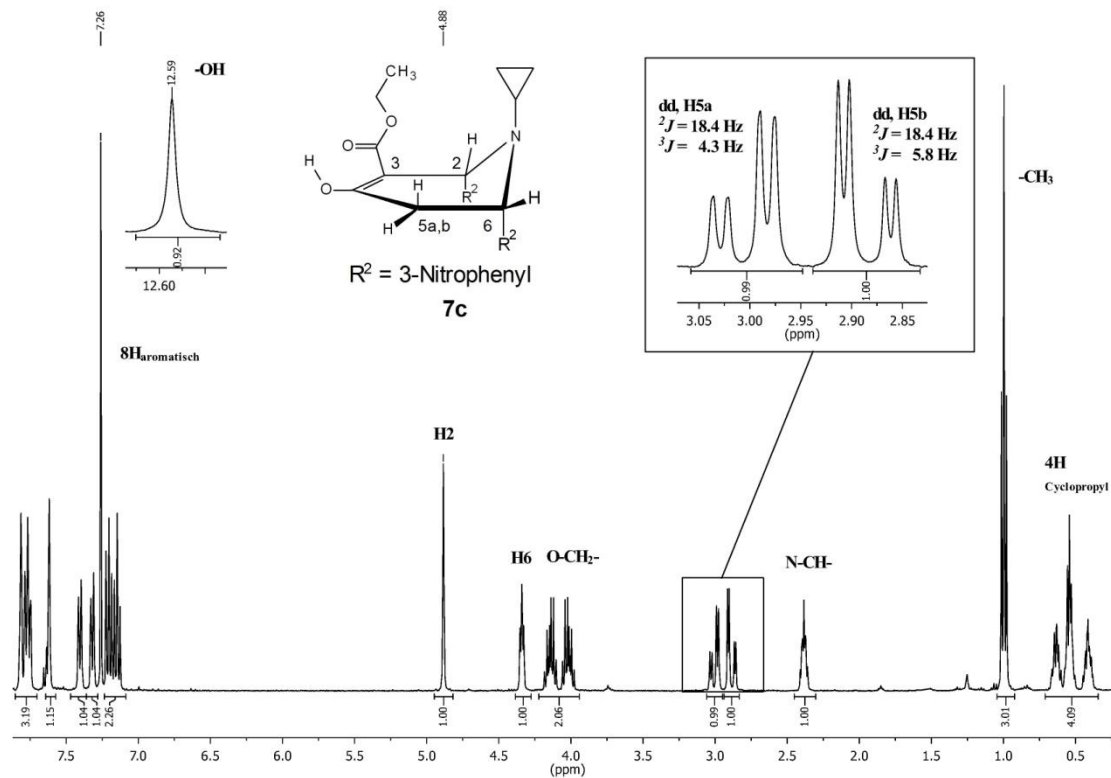 7.26
4.88
12.59
-OH
0.92
12.60
CH3
O
O
H
O
N
H
H
H
H
3
2
R2
5a,b
6
R2
R2 = 3-Nitrophenyl
7c
dd, H5a
2J = 18.4 Hz
3J = 4.3 Hz
dd, H5b
2J = 18.4 Hz
3J = 5.8 Hz
0.99
1.00
3.05 3.00 2.95 2.90 2.85
(ppm)
-CH3
8Haromatisch
H2
H6
O-CH2-
N-CH-
4H
Cyclopropyl
3.19 1.15 1.04 1.04 2.26 1.00 1.00 2.06 0.99 1.00 1.00 3.01 4.09
7.5 7.0 6.5 6.0 5.5 5.0 4.5 4.0 3.5 3.0 2.5 2.0 1.5 1.0 0.5
(ppm)